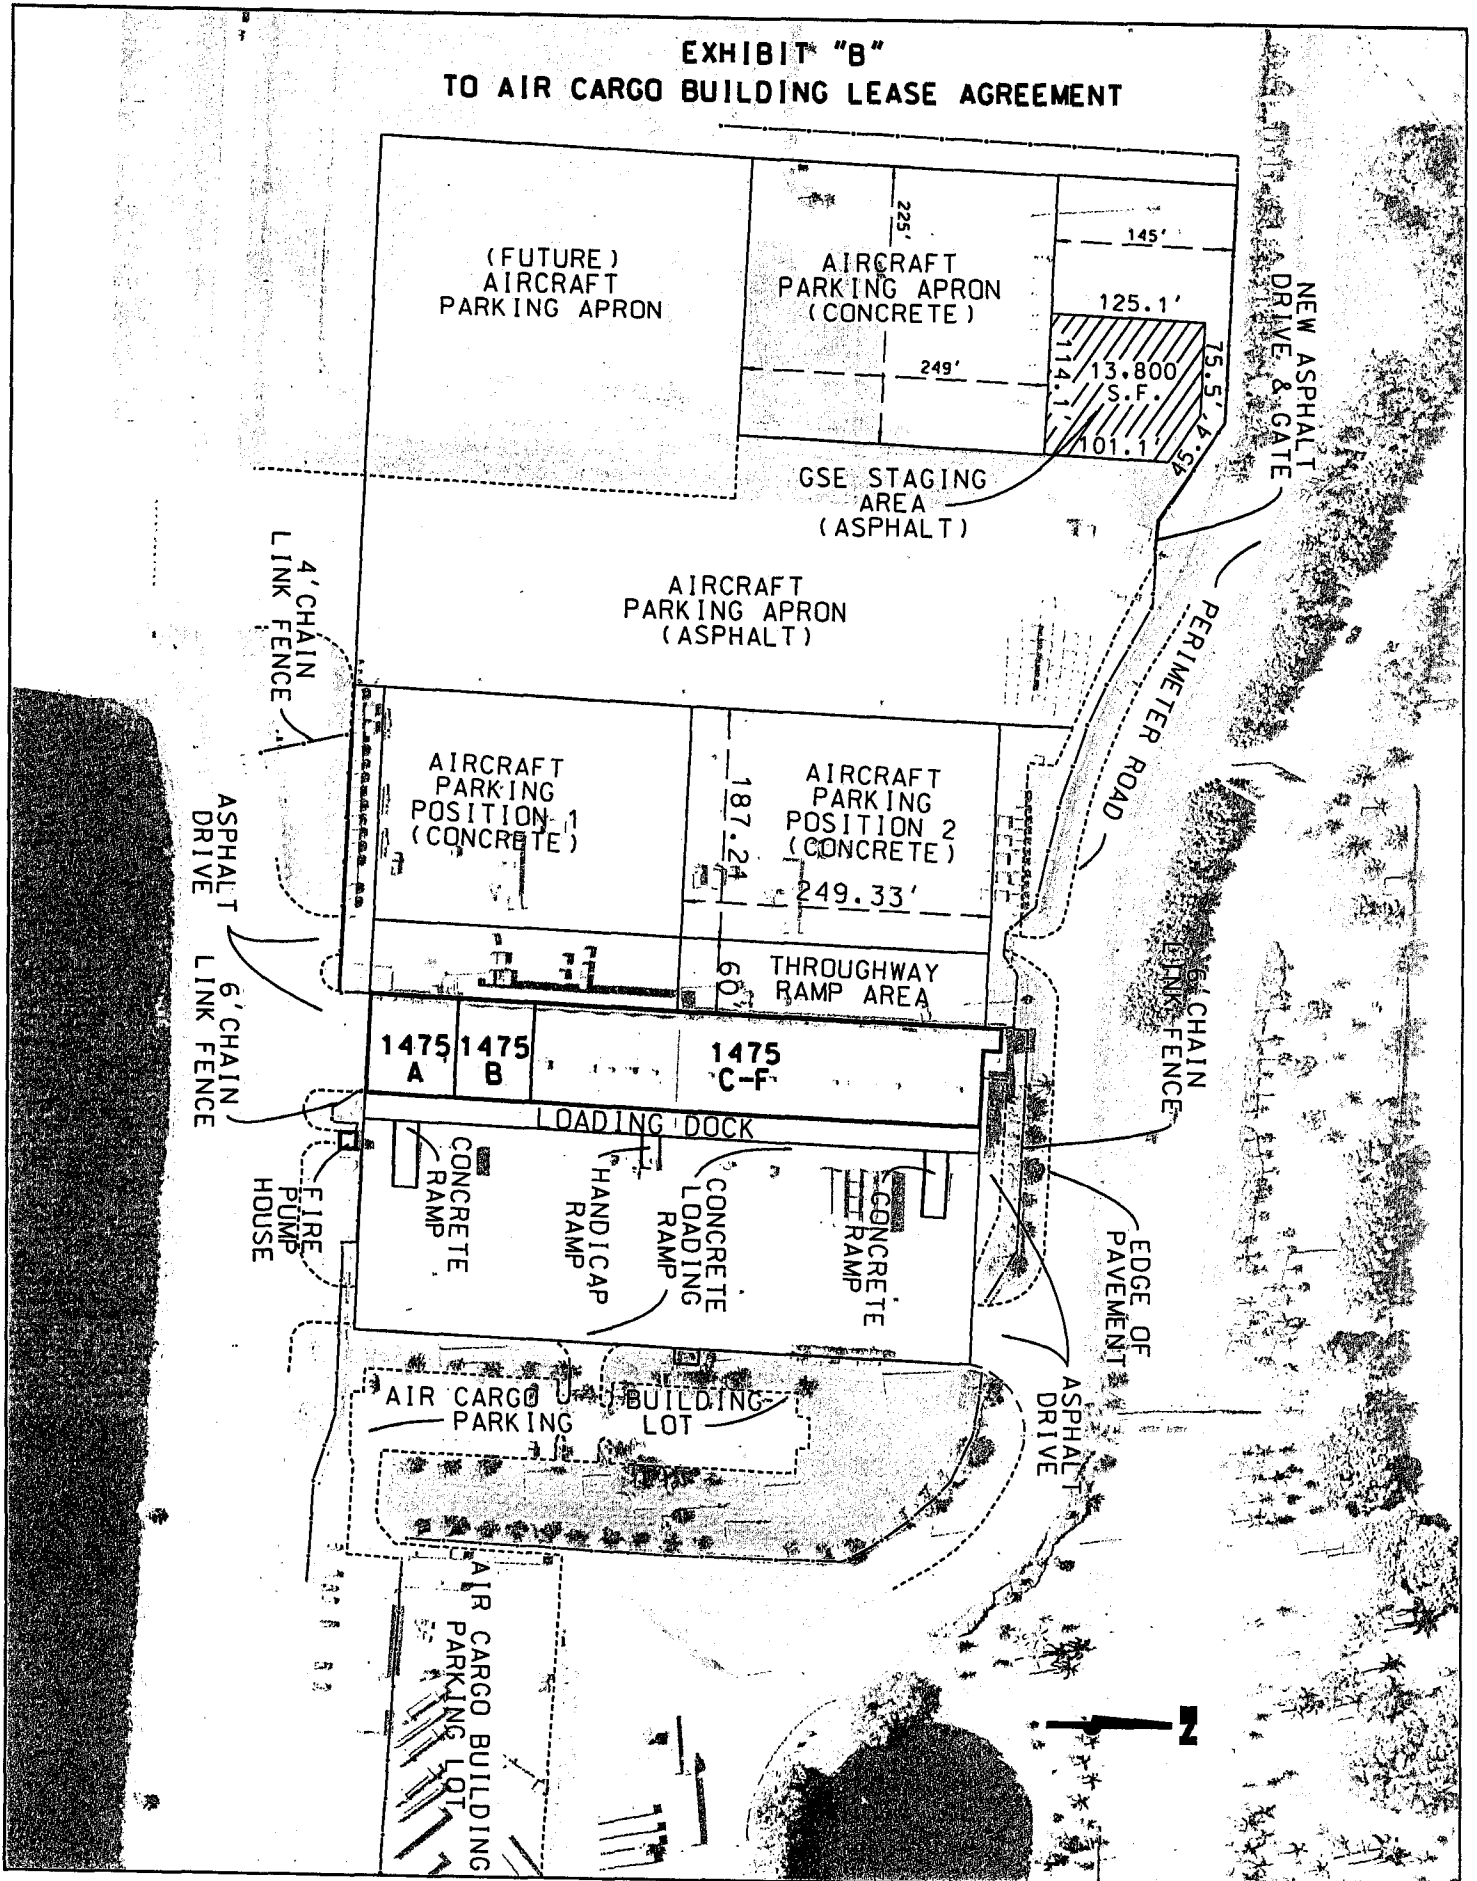 EXHIBIT "B"
TO AIR CARGO BUILDING LEASE AGREEMENT
(FUTURE)
AIRCRAFT
PARKING APRON
225'
AIRCRAFT
PARKING APRON
(CONCRETE)
249'
145'
125.1'
75.5'
114.1'
13,800
S.F.
101.1'
45.4'
NEW ASPHALT
DRIVE & GATE
GSE STAGING
AREA
(ASPHALT)
AIRCRAFT
PARKING APRON
(ASPHALT)
PERIMETER ROAD
4' CHAIN
LINK FENCE
AIRCRAFT
PARKING
POSITION 1
(CONCRETE)
187.21
AIRCRAFT
PARKING
POSITION 2
(CONCRETE)
249.33'
ASPHALT
DRIVE
60'
THROUGHWAY
RAMP AREA
6' CHAIN
LINK FENCE
6' CHAIN
LINK FENCE
1475
A
1475
B
1475
C-F
LOADING DOCK
FIRE
PUMP
HOUSE
CONCRETE
RAMP
HANDICAP
RAMP
CONCRETE
LOADING
RAMP
CONCRETE
RAMP
EDGE OF
PAVEMENT
ASPHALT
DRIVE
AIR CARGO BUILDING
PARKING LOT
AIR CARGO BUILDING
PARKING LOT
N